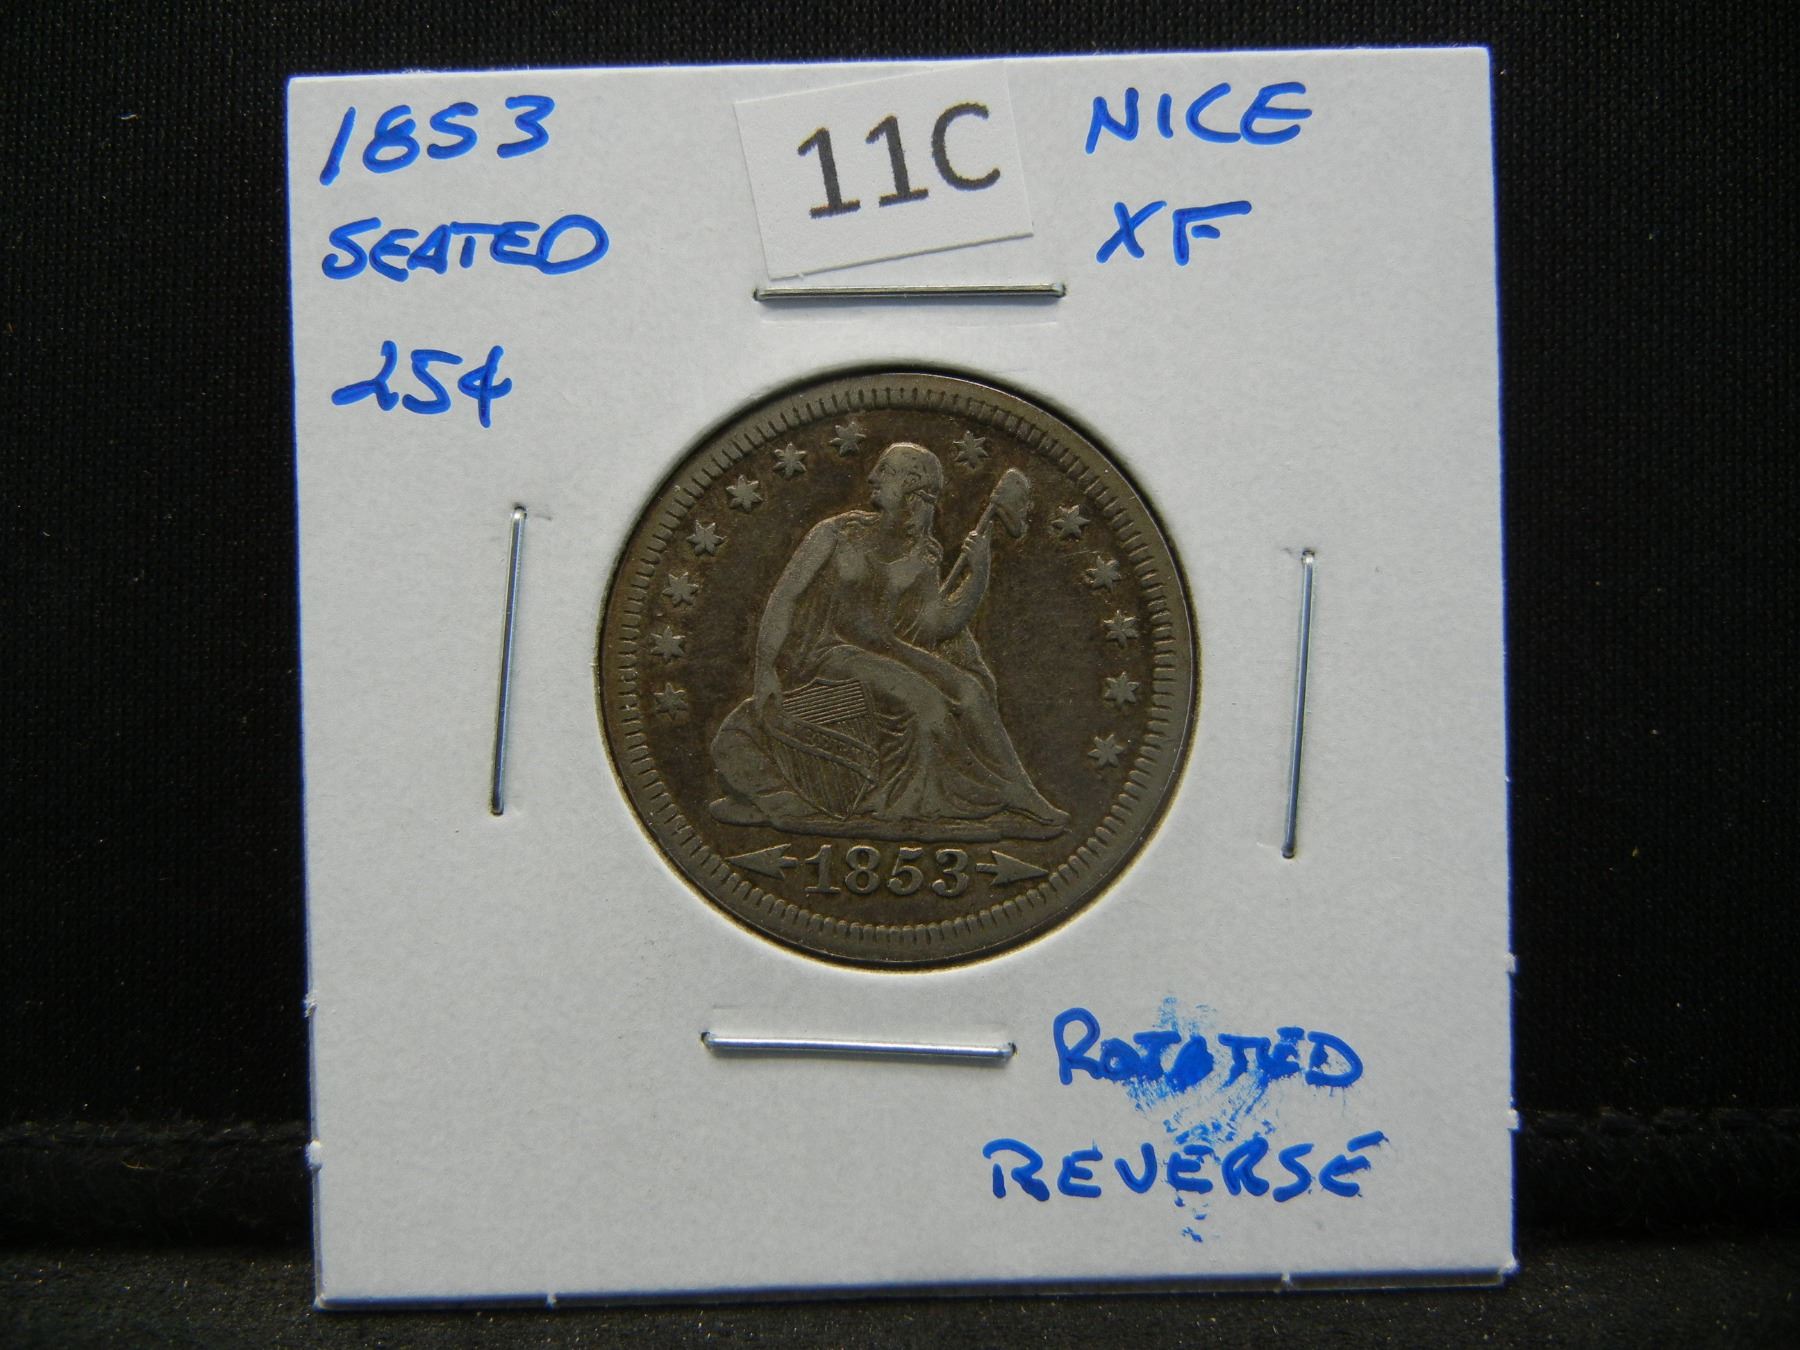 1853
SEATED
25¢
11C
NICE
XF
1853
ROTATED
REVERSE